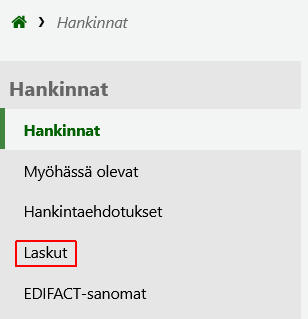 Hankinnat
Hankinnat
Hankinnat
Myöhässä olevat
Hankintaehdotukset
Laskut
EDIFACT-sanomat